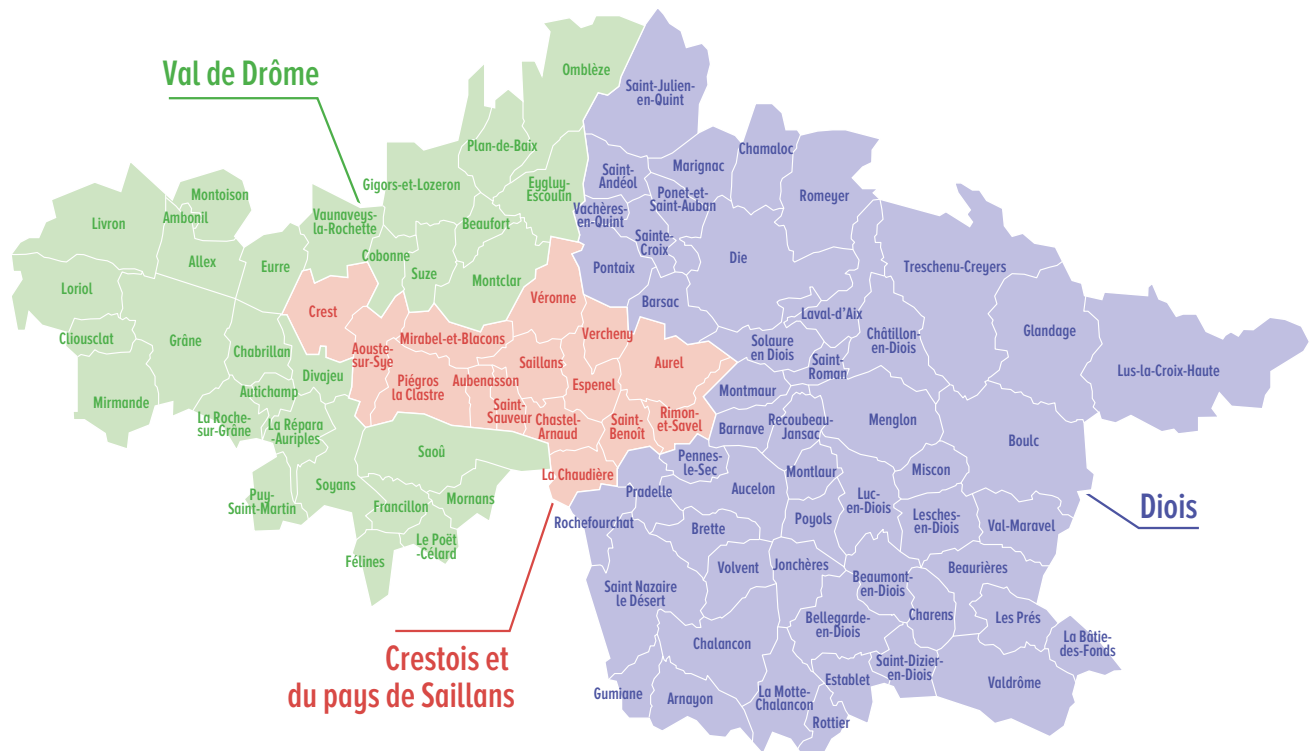 Val de Drôme
Omblèze
Saint-Julien-
en-Quint
Plan-de-Baix
Chamaloc
Marignac
Saint-
Andéol
Montoison
Gigors-et-Lozeron
Eygluy-
Escoulin
Ponet-et-
Saint-Auban
Romeyer
Livron
Ambonil
Vaunaveys-
la-Rochette
Beaufort
Vachères-
en-Quint
Sainte-
Croix
Allex
Eurre
Cobonne
Suze
Montclar
Pontaix
Die
Treschenu-Creyers
Loriol
Crest
Véronne
Barsac
Laval-d'Aix
Glandage
Cliousclat
Grâne
Chabrillan
Aouste-
sur-Sye
Mirabel-et-Blacons
Vercheny
Solaure
en Diois
Châtillon-
en-Diois
Saillans
Aurel
Saint-
Roman
Lus-la-Croix-Haute
Mirmande
Autichamp
Divajeu
Piégros
la Clastre
Aubenasson
Espenel
Montmaur
La Roche-
sur-Grâne
La Répara
-Auriples
Saint-
Sauveur
Chastel-
Arnaud
Saint-
Benoît
Rimon-
et-Savel
Barnave
Recoubeau-
Jansac
Menglon
Boulc
Saoû
La Chaudière
Pennes-
le-Sec
Montlaur
Miscon
Puy-
Saint-Martin
Soyans
Francillon
Mornans
Pradelle
Aucelon
Luc-
en-Diois
Diois
Rochefourchat
Brette
Poyols
Lesches-
en-Diois
Val-Maravel
Félines
Le Poët
-Célard
Volvent
Jonchères
Beaurières
Saint Nazaire
le Désert
Beaumont-
en-Diois
Bellegarde-
en-Diois
Charens
Les Prés
La Bâtie-
des-Fonds
Chalancon
Crestois et
du pays de Saillans
Saint-Dizier-
en-Diois
Valdrôme
Gumiane
Arnayon
La Motte-
Chalancon
Establet
Rottier